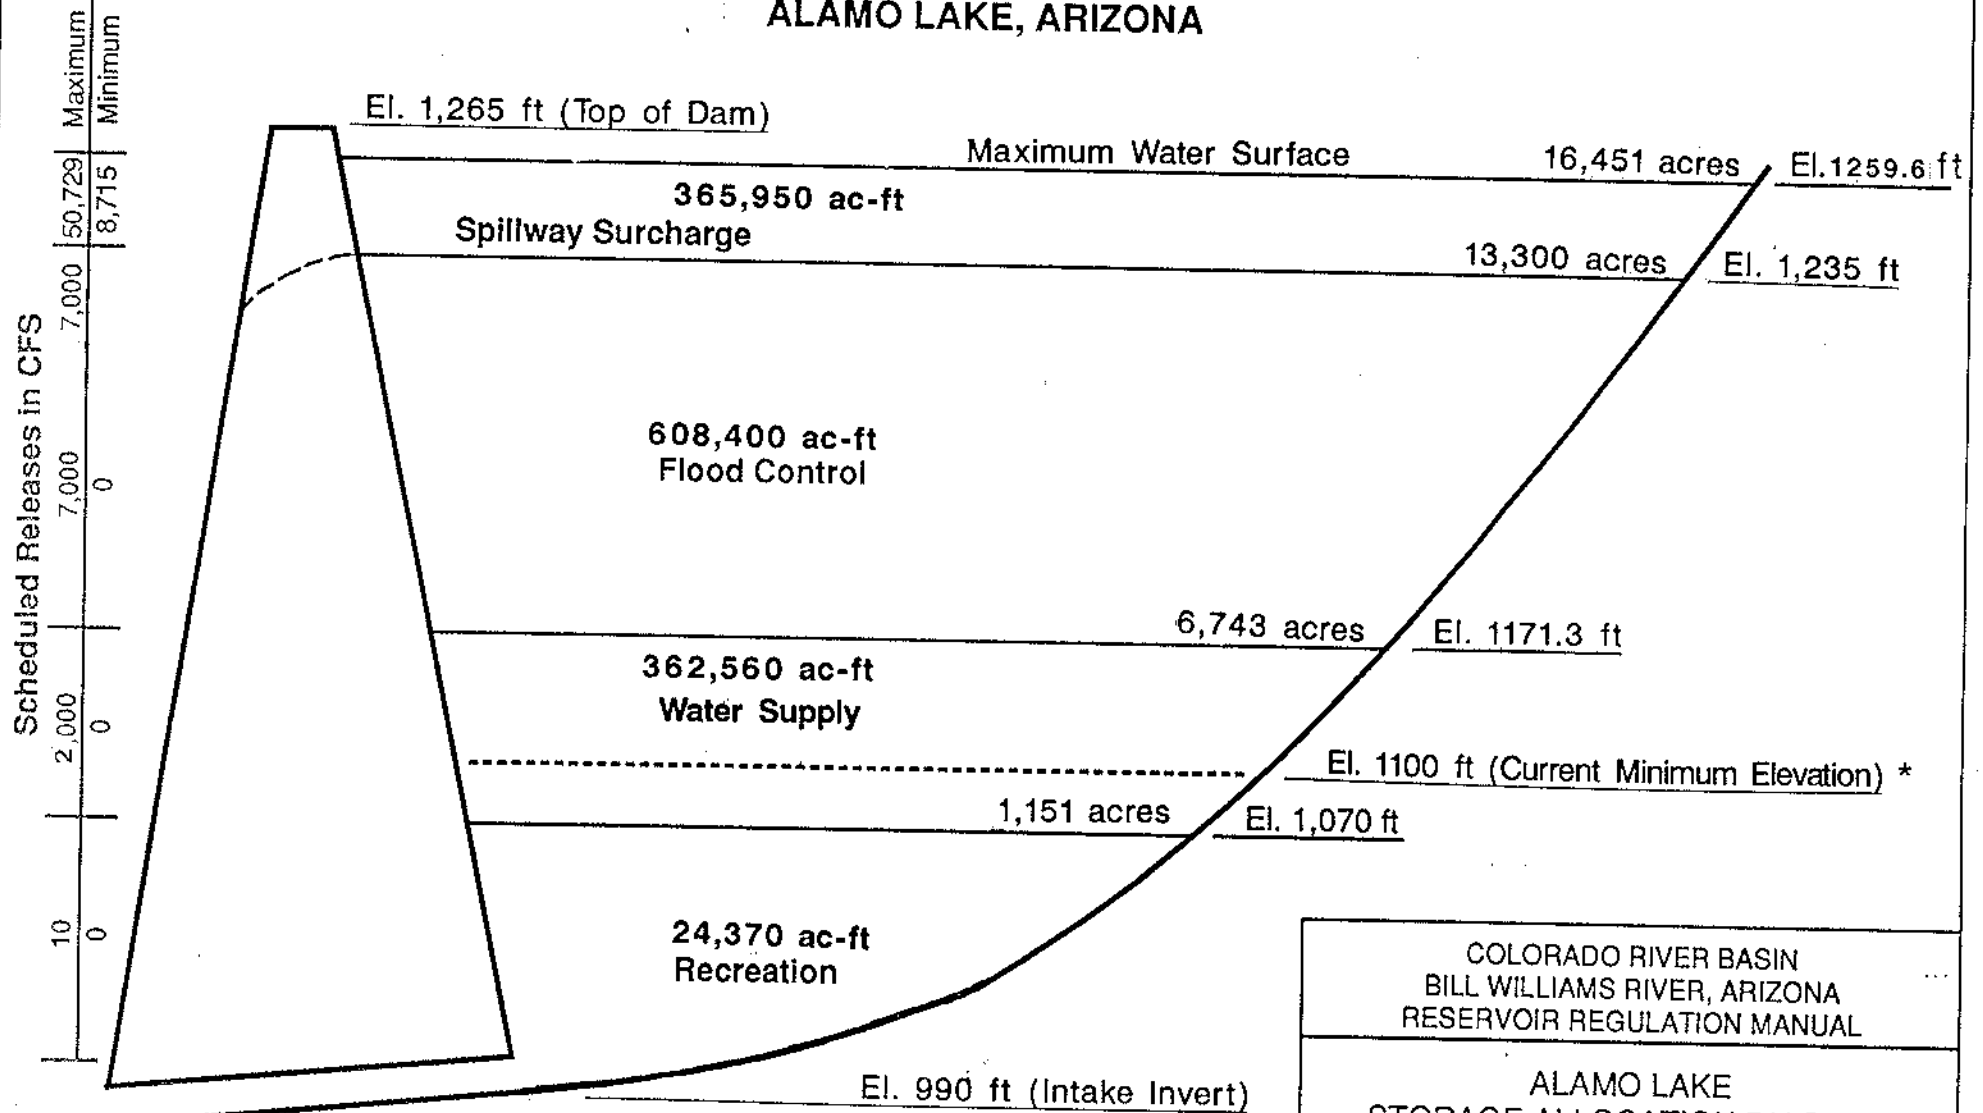 ALAMO LAKE, ARIZONA
Maximum
Minimum
El. 1,265 ft (Top of Dam)
Maximum Water Surface
16,451 acres
El.1259.6 ft
50,729
8,715
365,950 ac-ft
Spillway Surcharge
13,300 acres
El. 1,235 ft
7,000
Scheduled Releases in CFS
608,400 ac-ft
Flood Control
7,000
0
6,743 acres
El. 1171.3 ft
362,560 ac-ft
Water Supply
2,000
0
El. 1100 ft (Current Minimum Elevation) *
1,151 acres
El. 1,070 ft
10
0
24,370 ac-ft
Recreation
COLORADO RIVER BASIN
BILL WILLIAMS RIVER, ARIZONA
RESERVOIR REGULATION MANUAL
El. 990 ft (Intake Invert)
ALAMO LAKE
STORAGE ALLOCATION